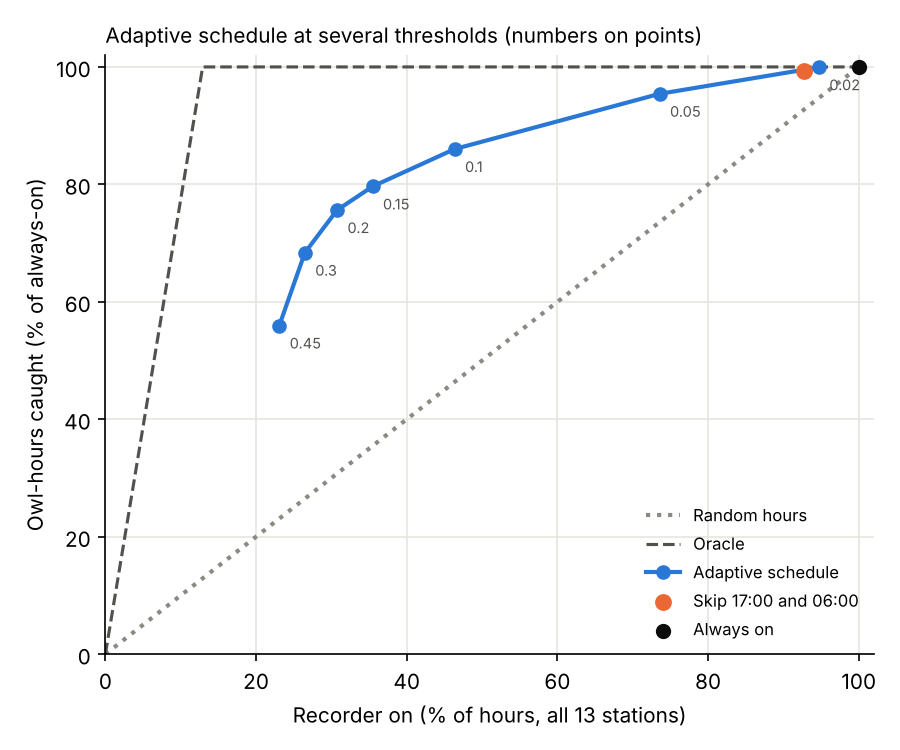 Adaptive schedule at several thresholds (numbers on points)
Owl-hours caught (% of always-on)
100
80
60
40
20
0
0.02
0.05
0.1
0.15
0.2
0.3
0.45
Random hours
Oracle
Adaptive schedule
Skip 17:00 and 06:00
Always on
0 20 40 60 80 100
Recorder on (% of hours, all 13 stations)